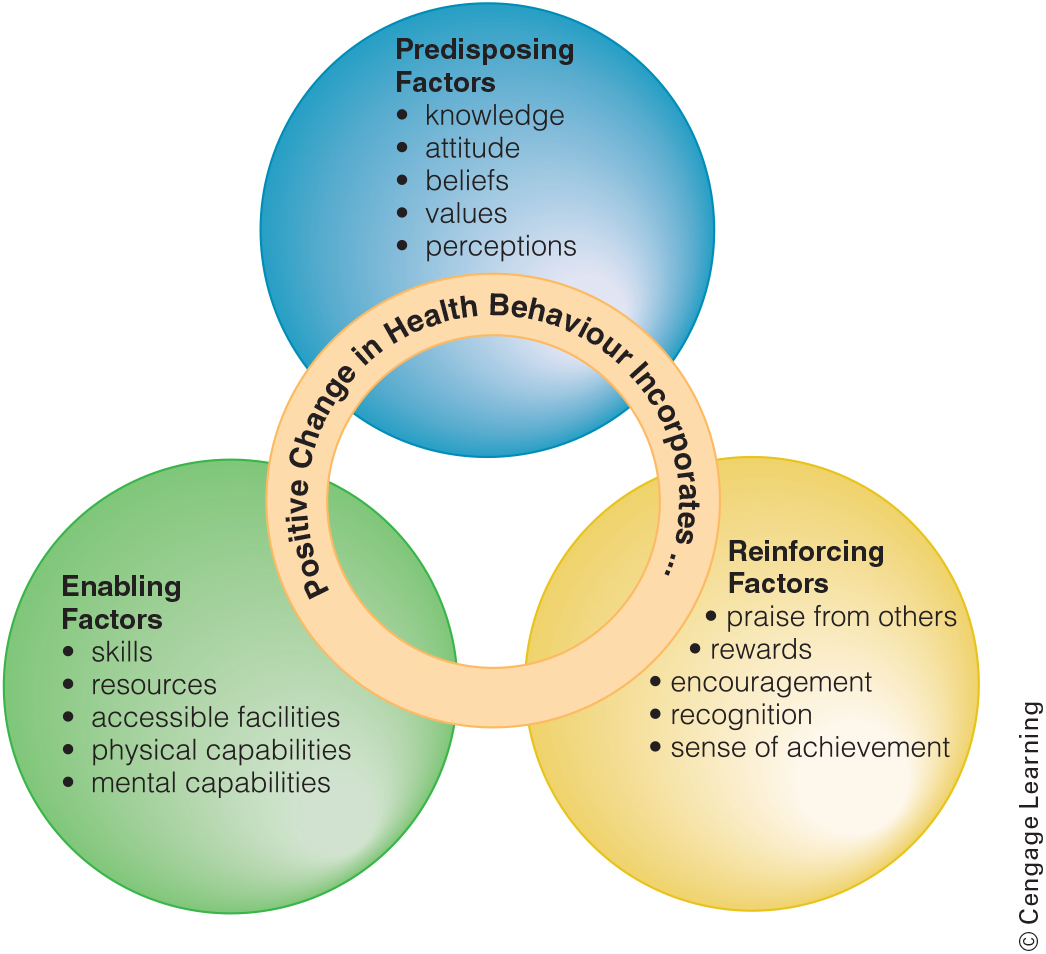 Predisposing
Factors
• knowledge
• attitude
• beliefs
• values
• perceptions
Positive Change in Health Behaviour Incorporates ...
Enabling
Factors
• skills
• resources
• accessible facilities
• physical capabilities
• mental capabilities
Reinforcing
Factors
• praise from others
• rewards
• encouragement
• recognition
• sense of achievement
© Cengage Learning